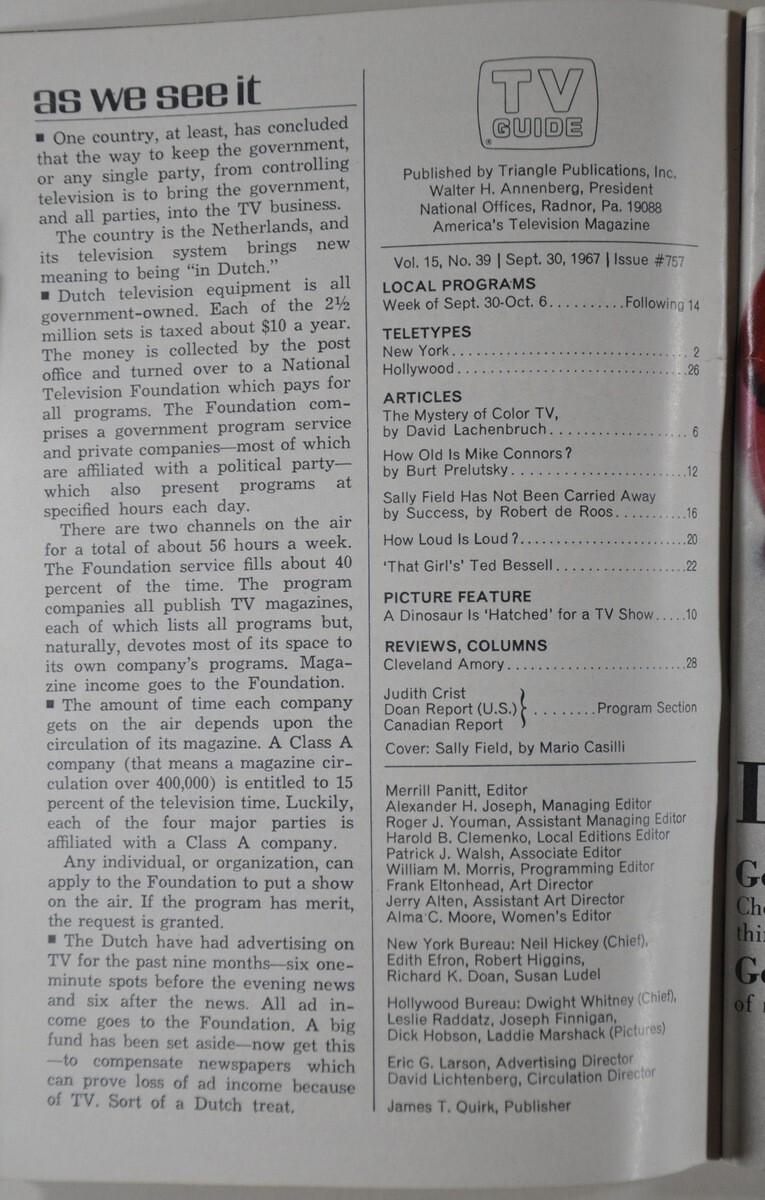 as we see it
■ One country, at least, has concluded
that the way to keep the government,
or any single party, from controlling
television is to bring the government,
and all parties, into the TV business.
The country is the Netherlands, and
its television system brings new
meaning to being “in Dutch.”
■ Dutch television equipment is all
government-owned. Each of the 2½
million sets is taxed about $10 a year.
The money is collected by the post
office and turned over to a National
Television Foundation which pays for
all programs. The Foundation com-
prises a government program service
and private companies—most of which
are affiliated with a political party—
which also present programs at
specified hours each day.
There are two channels on the air
for a total of about 56 hours a week.
The Foundation service fills about 40
percent of the time. The program
companies all publish TV magazines,
each of which lists all programs but,
naturally, devotes most of its space to
its own company’s programs. Maga-
zine income goes to the Foundation.
■ The amount of time each company
gets on the air depends upon the
circulation of its magazine. A Class A
company (that means a magazine cir-
culation over 400,000) is entitled to 15
percent of the television time. Luckily,
each of the four major parties is
affiliated with a Class A company.
Any individual, or organization, can
apply to the Foundation to put a show
on the air. If the program has merit,
the request is granted.
■ The Dutch have had advertising on
TV for the past nine months—six one-
minute spots before the evening news
and six after the news. All ad in-
come goes to the Foundation. A big
fund has been set aside—now get this
—to compensate newspapers which
can prove loss of ad income because
of TV. Sort of a Dutch treat.
TV
GUIDE
®
Published by Triangle Publications, Inc.
Walter H. Annenberg, President
National Offices, Radnor, Pa. 19088
America’s Television Magazine
Vol. 15, No. 39 | Sept. 30, 1967 | Issue #757
LOCAL PROGRAMS
Week of Sept. 30-Oct. 6..........Following 14
TELETYPES
New York.................................2
Hollywood................................26
ARTICLES
The Mystery of Color TV,
by David Lachenbruch...................6
How Old Is Mike Connors?
by Burt Prelutsky........................12
Sally Field Has Not Been Carried Away
by Success, by Robert de Roos..........16
How Loud Is Loud?.......................20
‘That Girl’s’ Ted Bessell..................22
PICTURE FEATURE
A Dinosaur Is ‘Hatched’ for a TV Show.....10
REVIEWS, COLUMNS
Cleveland Amory.........................28
Judith Crist
Doan Report (U.S.) } ........Program Section
Canadian Report
Cover: Sally Field, by Mario Casilli
Merrill Panitt, Editor
Alexander H. Joseph, Managing Editor
Roger J. Youman, Assistant Managing Editor
Harold B. Clemenko, Local Editions Editor
Patrick J. Walsh, Associate Editor
William M. Morris, Programming Editor
Frank Eltonhead, Art Director
Jerry Alten, Assistant Art Director
Alma C. Moore, Women’s Editor
New York Bureau: Neil Hickey (Chief),
Edith Efron, Robert Higgins,
Richard K. Doan, Susan Ludel
Hollywood Bureau: Dwight Whitney (Chief),
Leslie Raddatz, Joseph Finnigan,
Dick Hobson, Laddie Marshack (Pictures)
Eric G. Larson, Advertising Director
David Lichtenberg, Circulation Director
James T. Quirk, Publisher
of